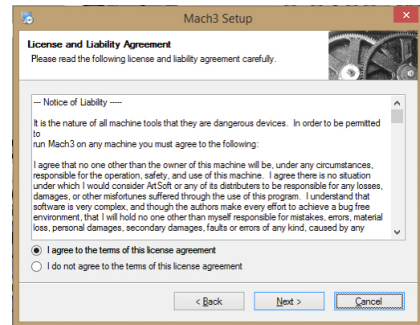 Mach3 Setup
License and Liability Agreement
Please read the following license and liability agreement carefully.
--- Notice of Liability -----
It is the nature of all machine tools that they are dangerous devices.  In order to be permitted
to
run Mach3 on any machine you must agree to the following:
I agree that no one other than the owner of this machine will be, under any circumstances,
responsible for the operation, safety, and use of this machine.  I agree there is no situation
under which I would consider ArtSoft or any of its distributers to be responsible for any losses,
damages, or other misfortunes suffered through the use of this program.  I understand that
software is very complex, and though the authors make every effort to achieve a bug free
environment, that I will hold no one other than myself responsible for mistakes, errors, material
loss, personal damages, secondary damages, faults or errors of any kind, caused by any
I agree to the terms of this license agreement
I do not agree to the terms of this license agreement
< Back
Next >
Cancel